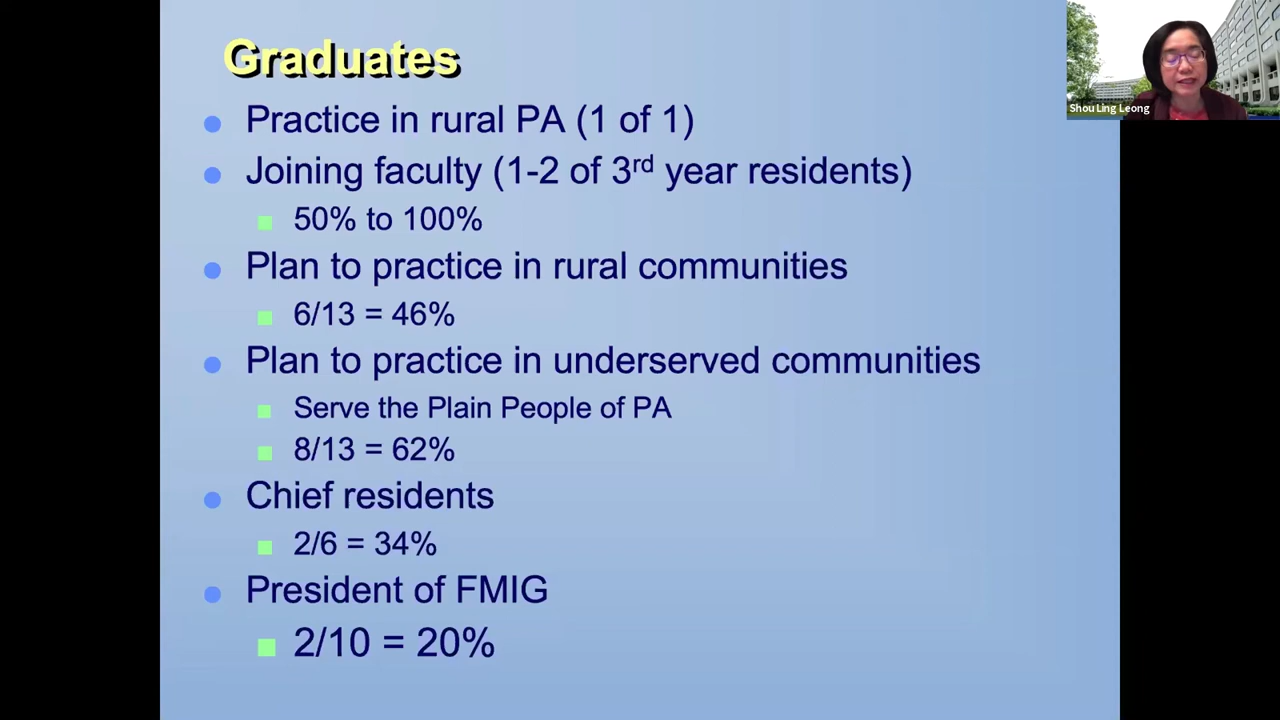 Graduates
Practice in rural PA (1 of 1)
Joining faculty (1-2 of 3rd year residents)
50% to 100%
Plan to practice in rural communities
6/13 = 46%
Plan to practice in underserved communities
Serve the Plain People of PA
8/13 = 62%
Chief residents
2/6 = 34%
President of FMIG
2/10 = 20%
Shou Ling Leong